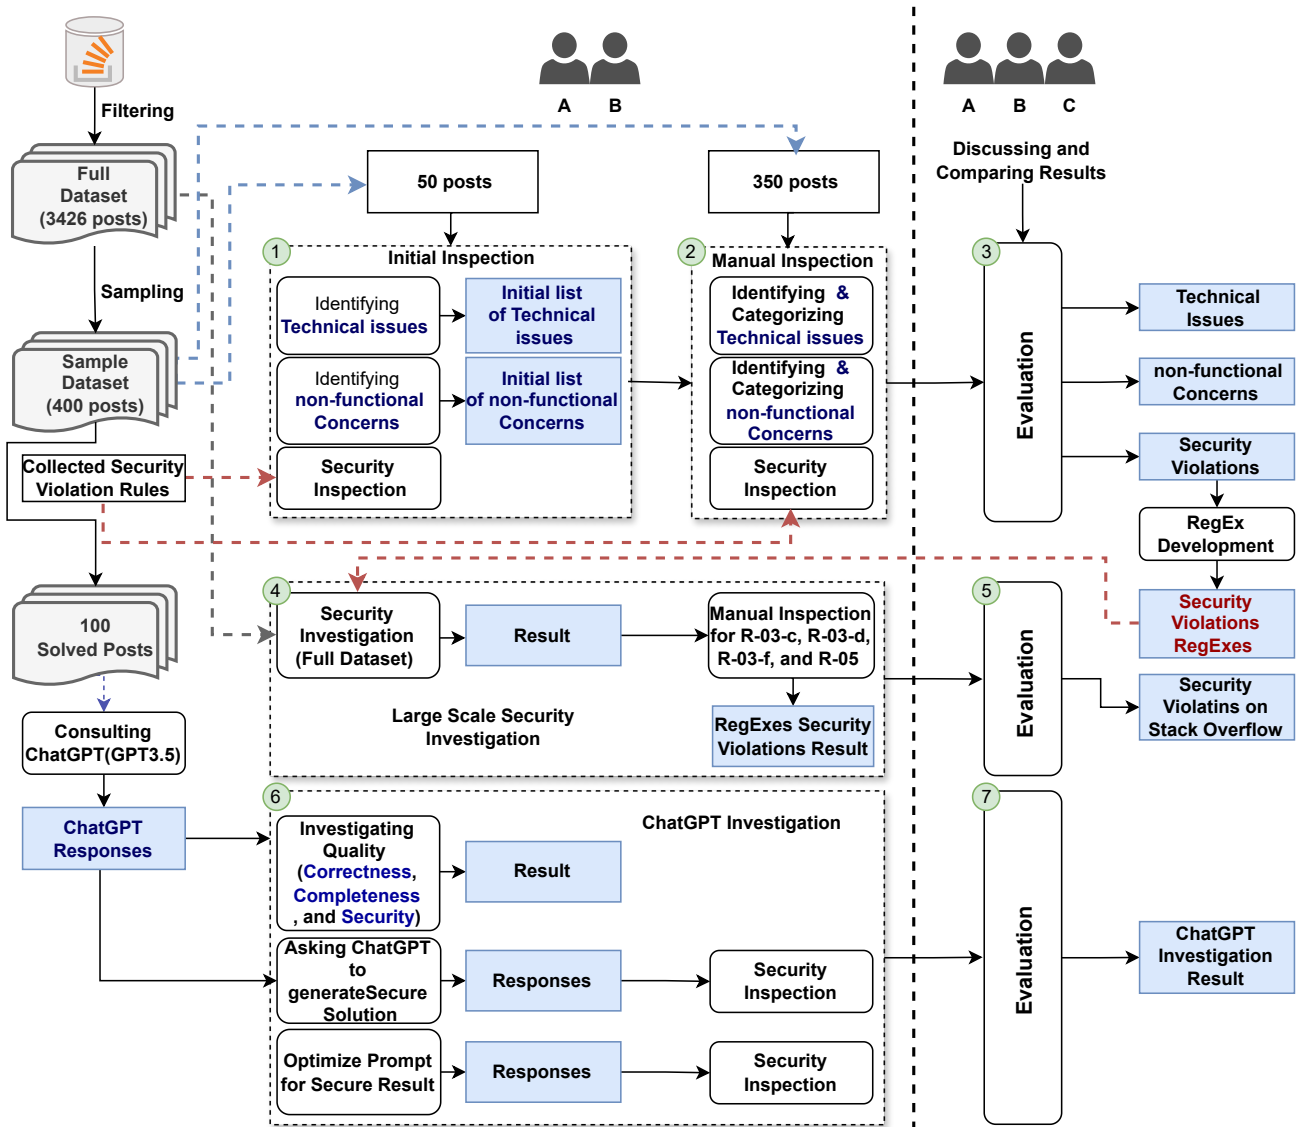 Filtering
Full
Dataset
(3426 posts)
Sampling
Sample
Dataset
(400 posts)
Collected Security
Violation Rules
100
Solved Posts
Consulting
ChatGPT(GPT3.5)
ChatGPT
Responses
A
B
50 posts
350 posts
1
Initial Inspection
Identifying
Technical issues
Initial list
of Technical
issues
Identifying
non-functional
Concerns
Initial list
of non-functional
Concerns
Security
Inspection
2
Manual Inspection
Identifying &
Categorizing
Technical issues
Identifying &
Categorizing
non-functional
Concerns
Security
Inspection
A
B
C
Discussing and
Comparing Results
3
Evaluation
Technical
Issues
non-functional
Concerns
Security
Violations
RegEx
Development
Security
Violations
RegExes
4
Security
Investigation
(Full Dataset)
Result
Manual Inspection
for R-03-c, R-03-d,
R-03-f, and R-05
Large Scale Security
Investigation
RegExes Security
Violations Result
5
Evaluation
Security
Violatins on
Stack Overflow
6
ChatGPT Investigation
Investigating
Quality
(Correctness,
Completeness
, and Security)
Result
Asking ChatGPT
to
generateSecure
Solution
Responses
Security
Inspection
Optimize Prompt
for Secure Result
Responses
Security
Inspection
7
Evaluation
ChatGPT
Investigation
Result